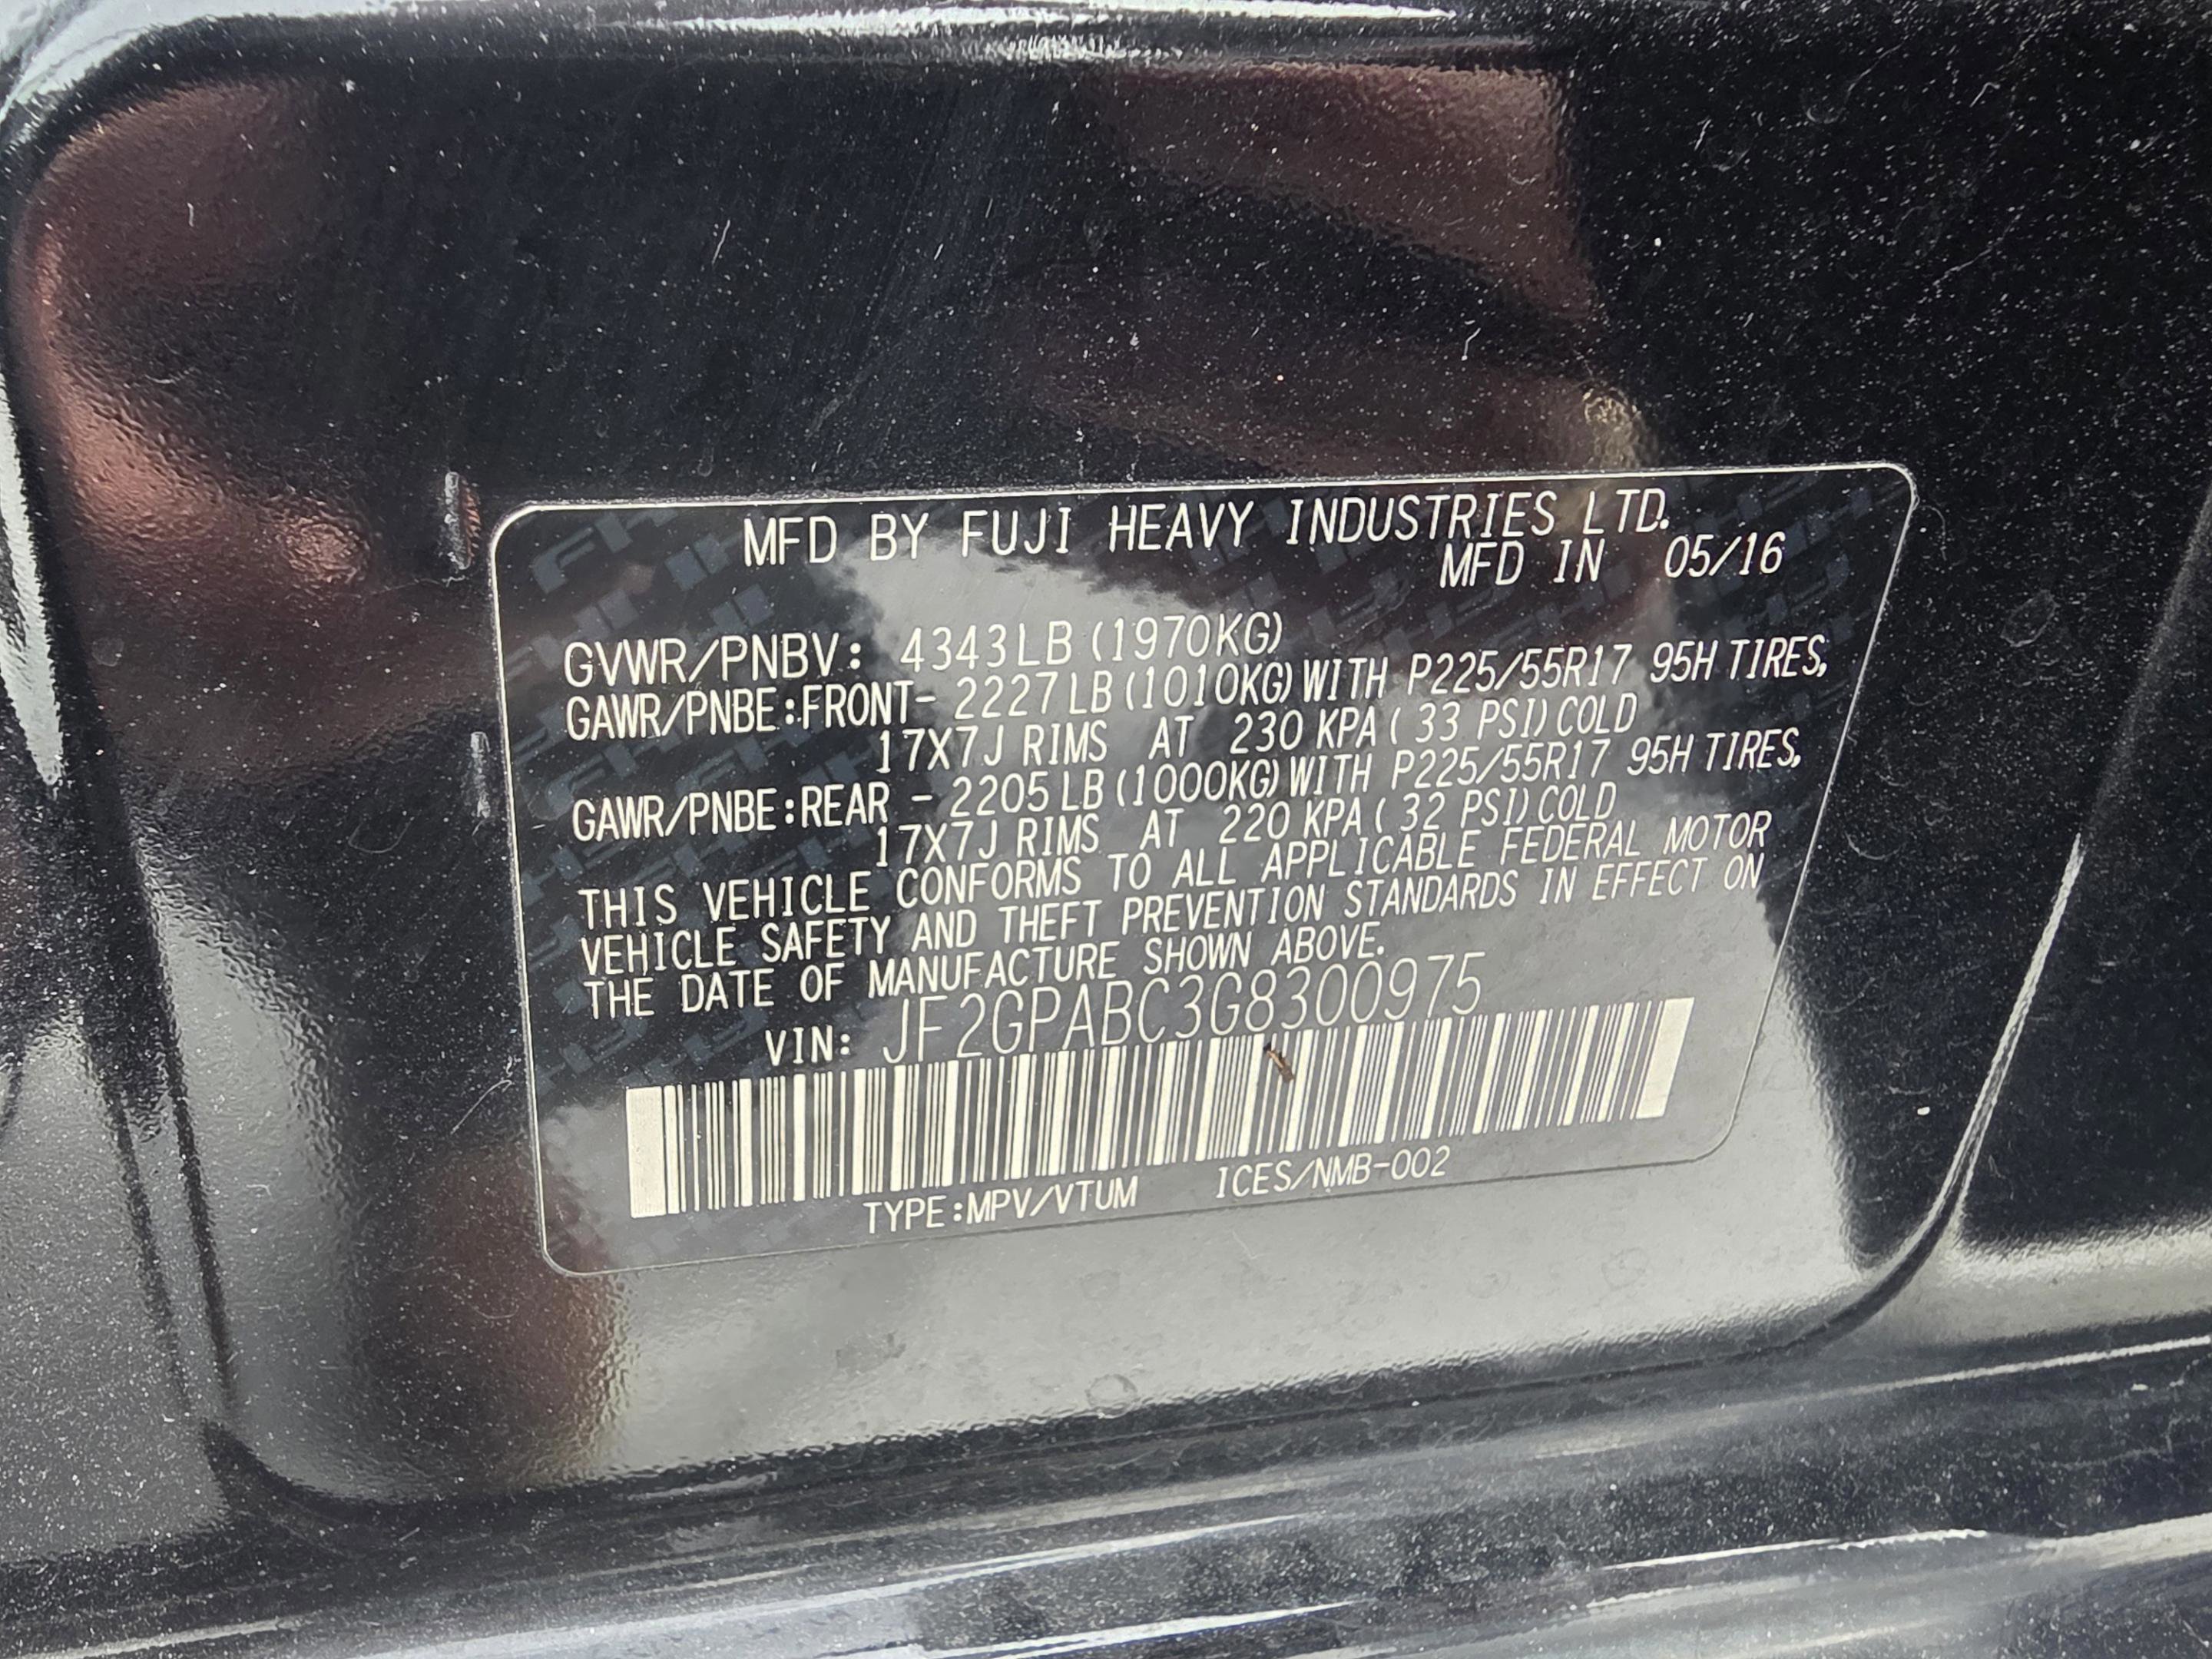 MFD BY FUJI HEAVY INDUSTRIES LTD.
MFD IN 05/16
GVWR/PNBV: 4343LB (1970KG)
GAWR/PNBE:FRONT- 2227LB (1010KG) WITH P225/55R17 95H TIRES,
17X7J RIMS AT 230 KPA ( 33 PSI) COLD
GAWR/PNBE:REAR - 2205LB (1000KG) WITH P225/55R17 95H TIRES,
17X7J RIMS AT 220 KPA ( 32 PSI) COLD
THIS VEHICLE CONFORMS TO ALL APPLICABLE FEDERAL MOTOR
VEHICLE SAFETY AND THEFT PREVENTION STANDARDS IN EFFECT ON
THE DATE OF MANUFACTURE SHOWN ABOVE.
VIN: JF2GPABC3G8300975
TYPE:MPV/VTUM ICES/NMB-002